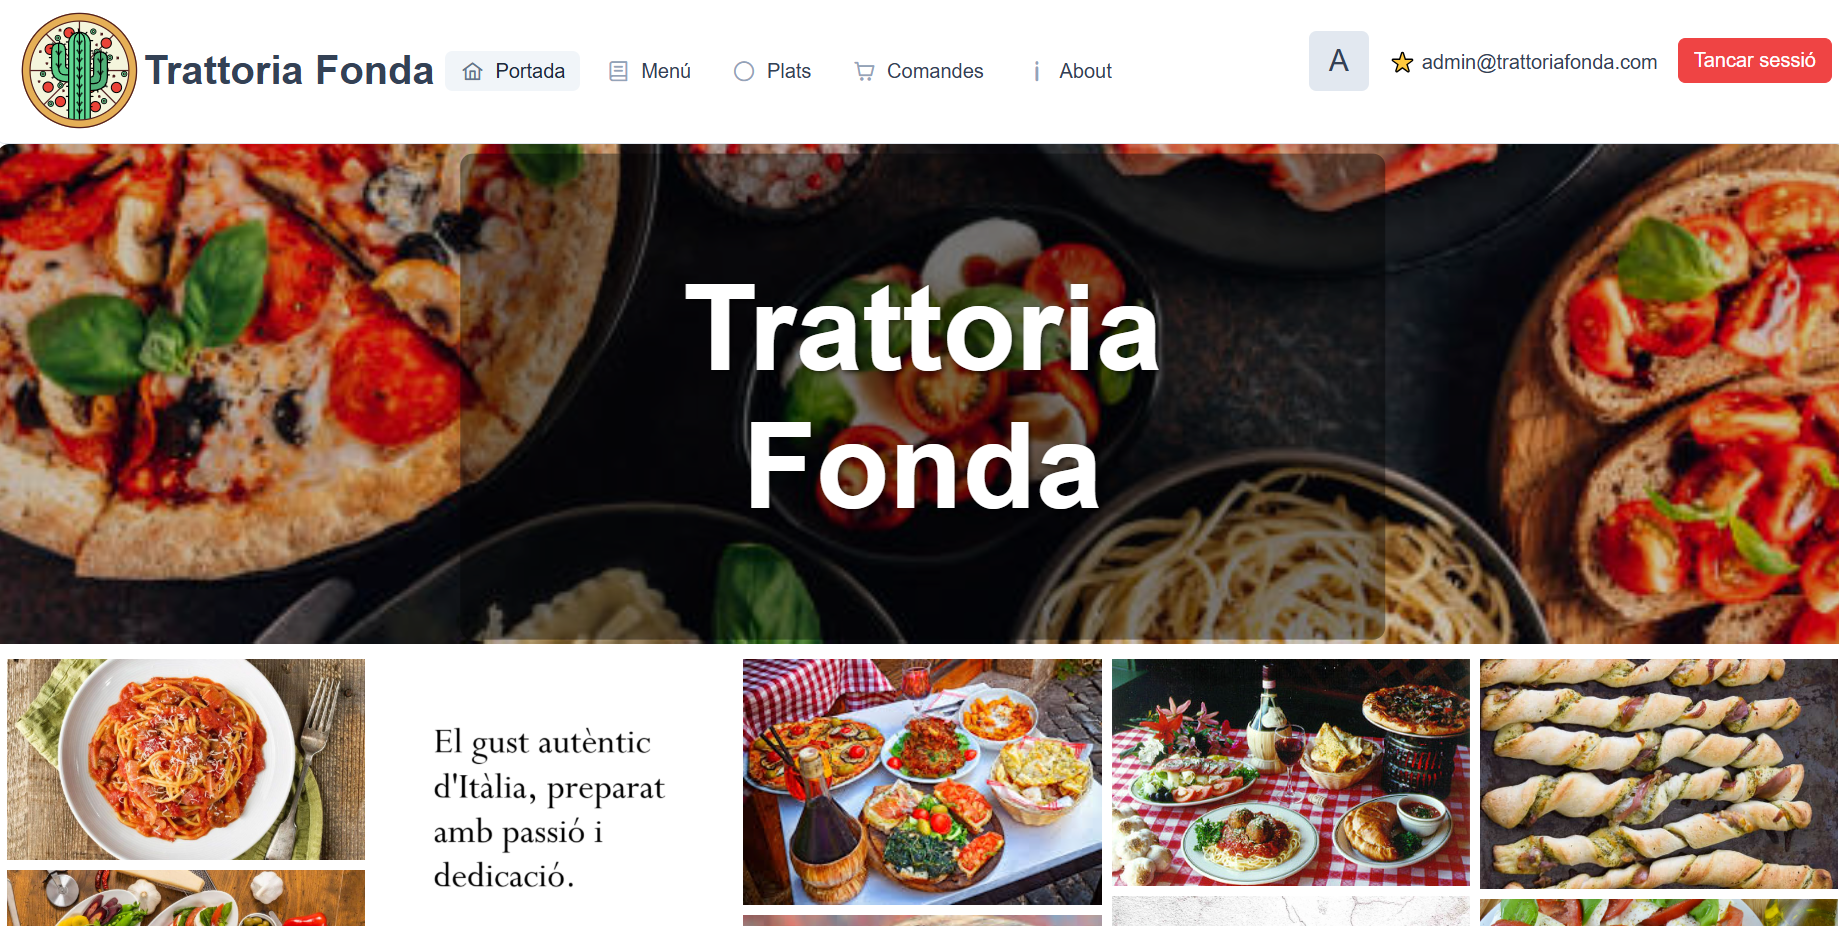 Trattoria Fonda
Portada
Menú
Plats
Comandes
About
A
admin@trattoriafonda.com
Tancar sessió
Trattoria
Fonda
El gust autèntic
d'Itàlia, preparat
amb passió i
dedicació.